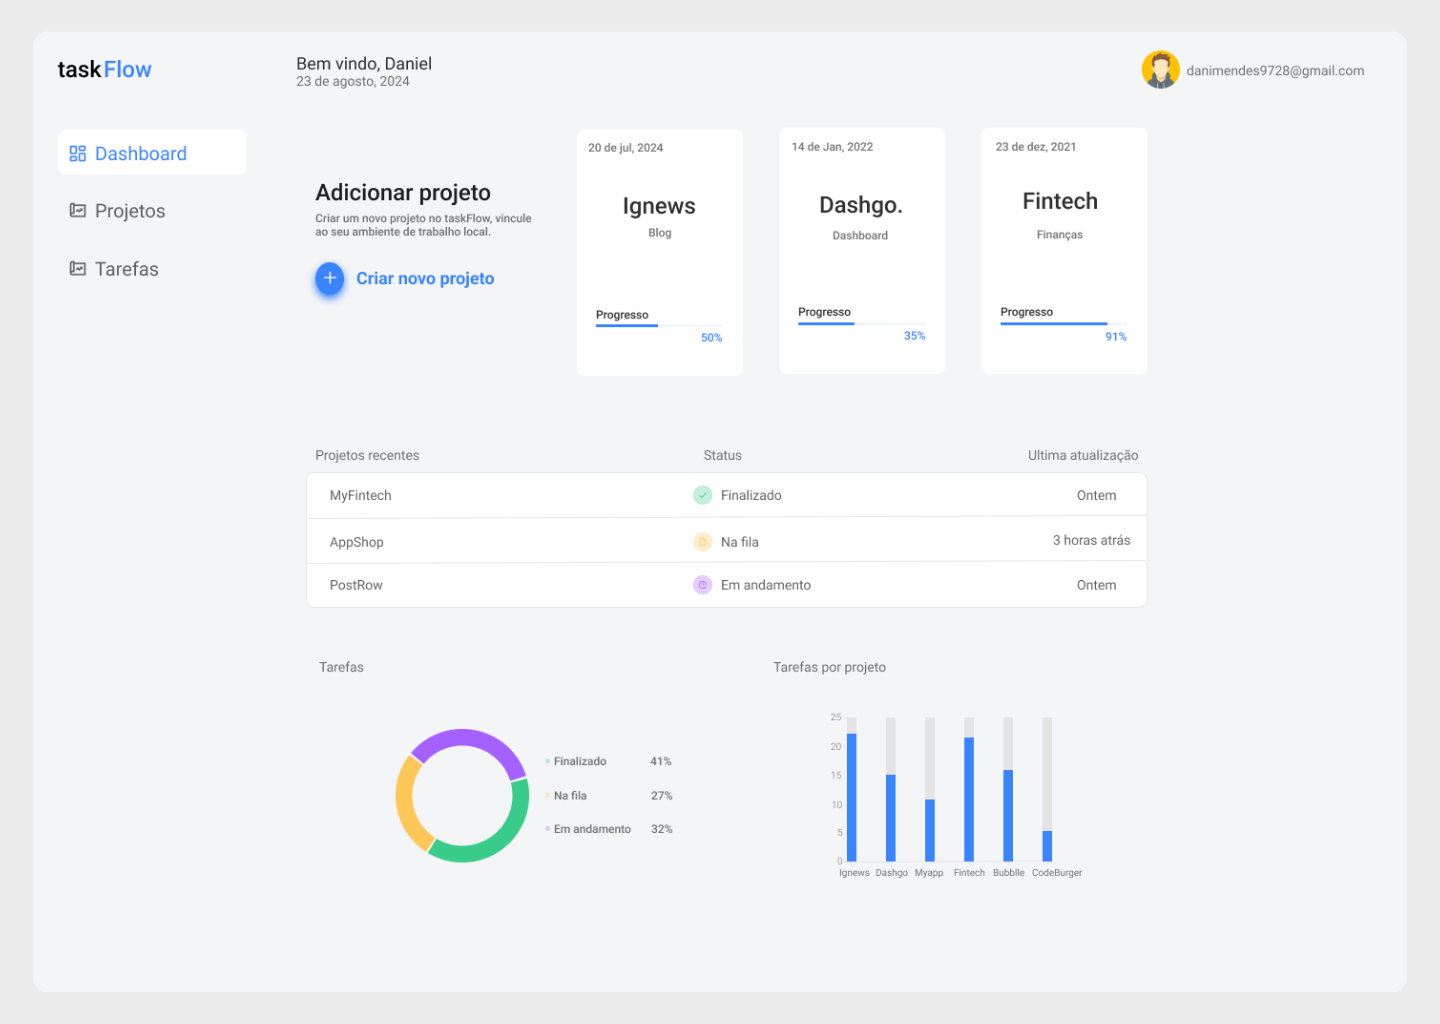 taskFlow
Bem vindo, Daniel
23 de agosto, 2024
danimendes9728@gmail.com
Dashboard
Projetos
Tarefas
Adicionar projeto
Criar um novo projeto no taskFlow, vincule
ao seu ambiente de trabalho local.
Criar novo projeto
20 de jul, 2024
Ignews
Blog
Progresso
50%
14 de Jan, 2022
Dashgo.
Dashboard
Progresso
35%
23 de dez, 2021
Fintech
Finanças
Progresso
91%
Projetos recentes Status Ultima atualização
MyFintech Finalizado Ontem
AppShop Na fila 3 horas atrás
PostRow Em andamento Ontem
Tarefas
Finalizado 41%
Na fila 27%
Em andamento 32%
Tarefas por projeto
25
20
15
10
5
0
Ignews Dashgo Myapp Fintech Bubblle CodeBurger